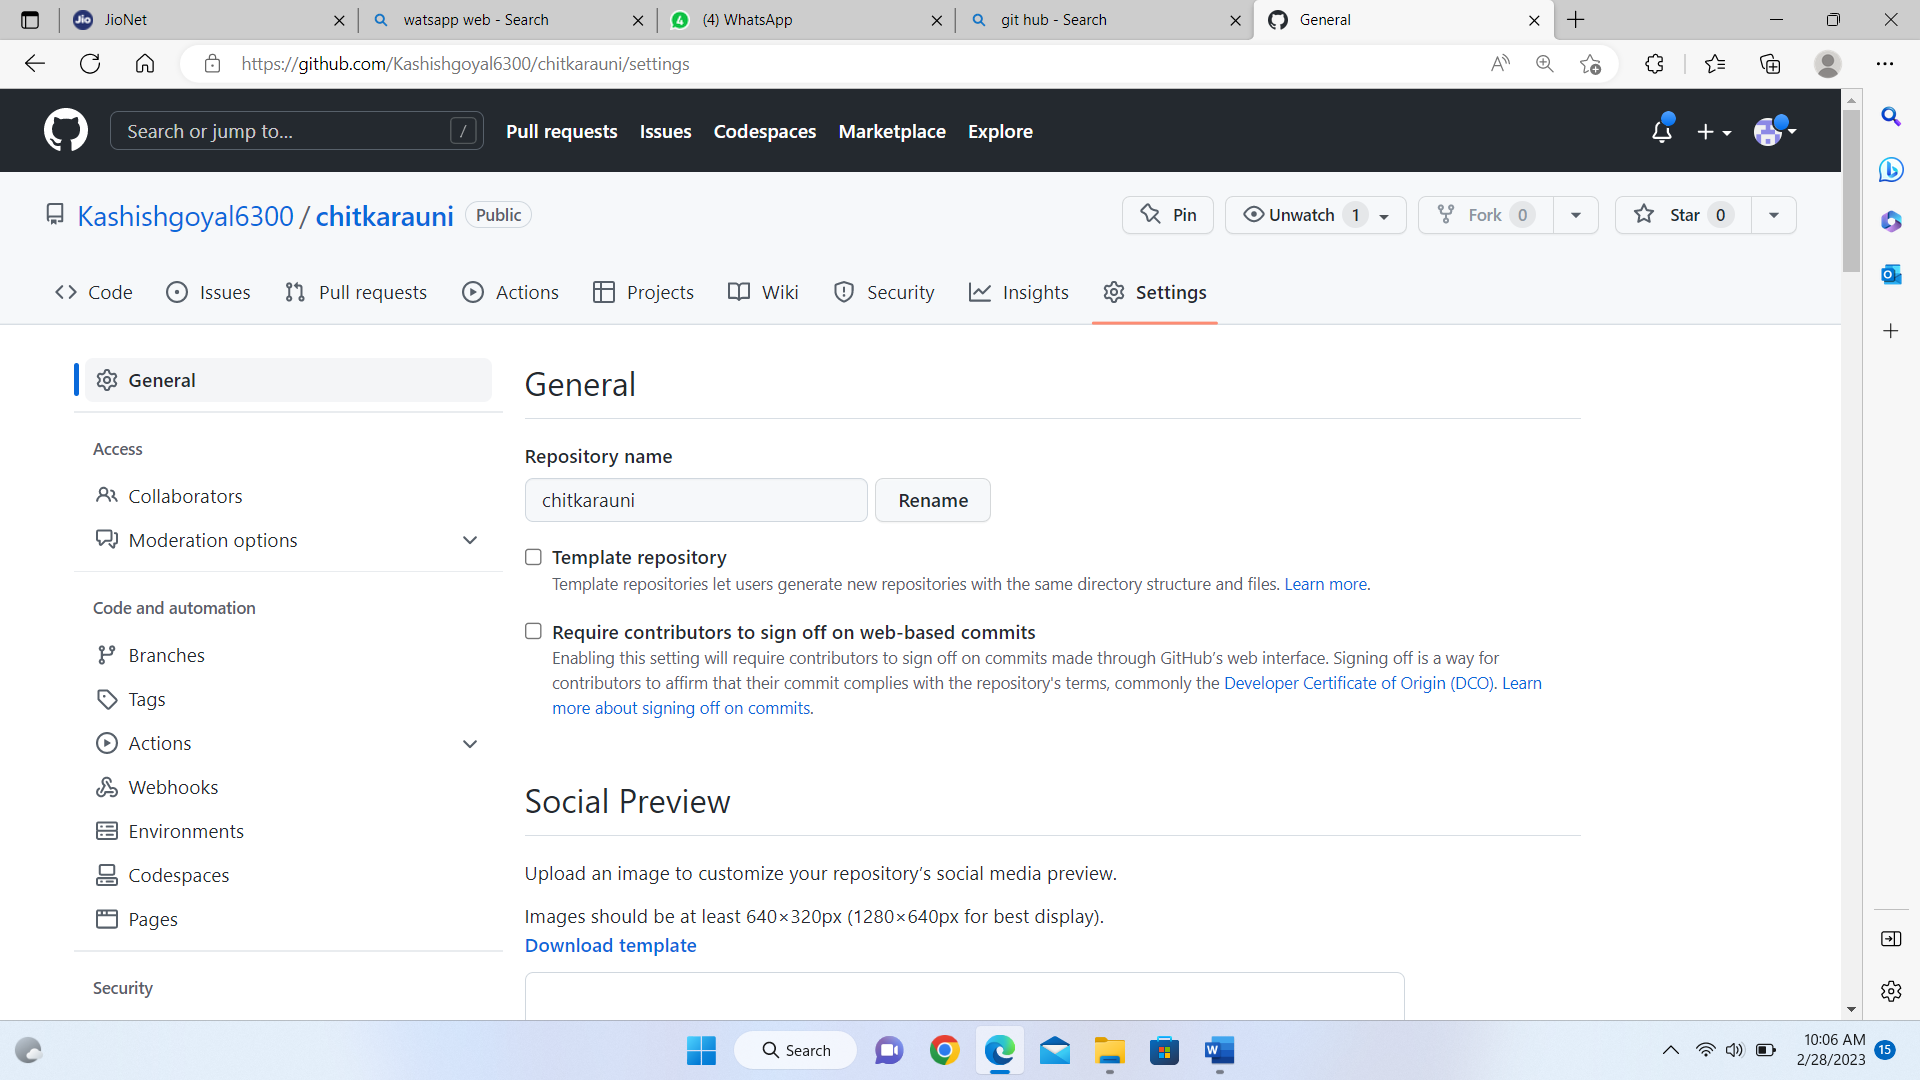 JioNet
watsapp web - Search
(4) WhatsApp
git hub - Search
General
https://github.com/Kashishgoyal6300/chitkarauni/settings
Search or jump to...
/
Pull requests
Issues
Codespaces
Marketplace
Explore
Kashishgoyal6300 / chitkarauni
Public
Pin
Unwatch 1
Fork 0
Star 0
Code
Issues
Pull requests
Actions
Projects
Wiki
Security
Insights
Settings
General
Access
Collaborators
Moderation options
Code and automation
Branches
Tags
Actions
Webhooks
Environments
Codespaces
Pages
Security
General
Repository name
chitkarauni
Rename
Template repository
Template repositories let users generate new repositories with the same directory structure and files. Learn more.
Require contributors to sign off on web-based commits
Enabling this setting will require contributors to sign off on commits made through GitHub’s web interface. Signing off is a way for
contributors to affirm that their commit complies with the repository's terms, commonly the Developer Certificate of Origin (DCO). Learn
more about signing off on commits.
Social Preview
Upload an image to customize your repository’s social media preview.
Images should be at least 640×320px (1280×640px for best display).
Download template
Search
10:06 AM
2/28/2023
15